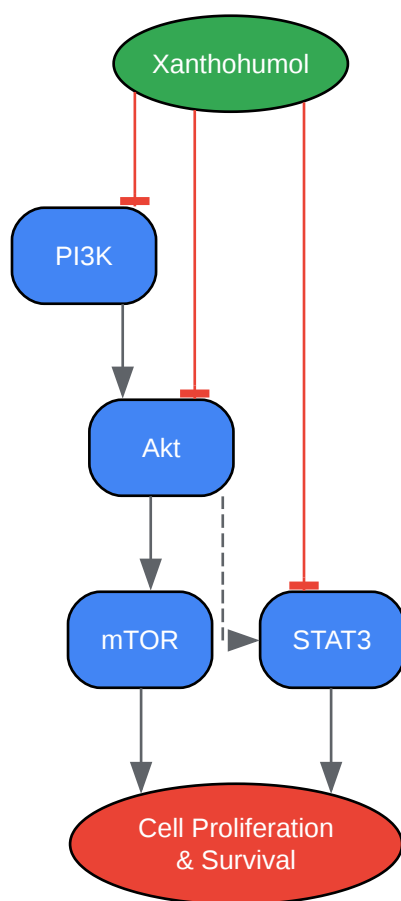 Xanthohumol
PI3K
Akt
mTOR
STAT3
Cell Proliferation
& Survival